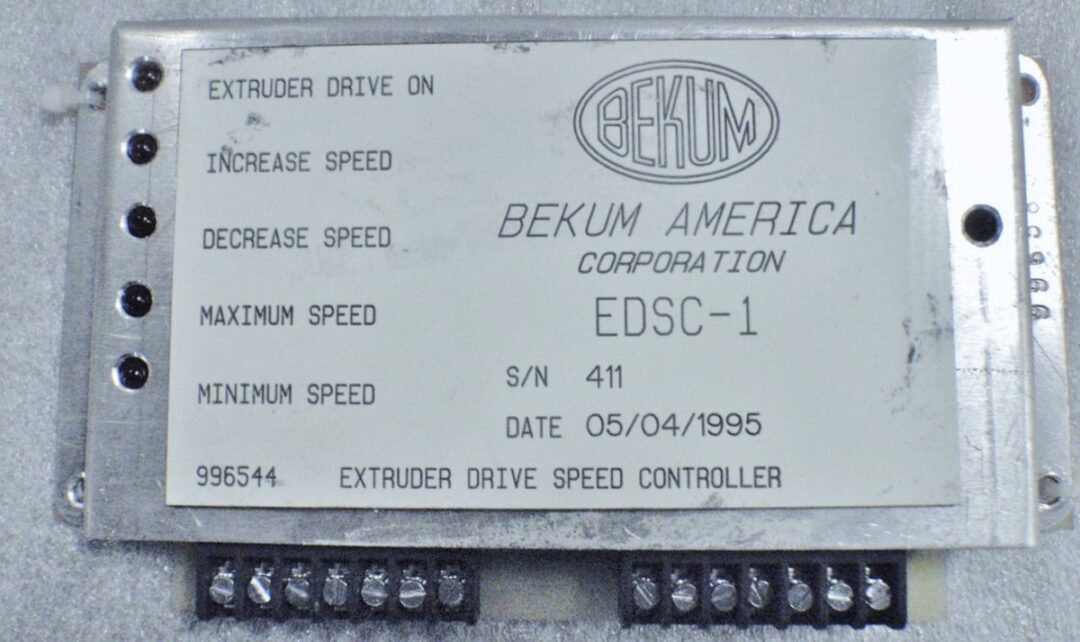 EXTRUDER DRIVE ON
INCREASE SPEED
DECREASE SPEED
MAXIMUM SPEED
MINIMUM SPEED
BEKUM
BEKUM AMERICA
CORPORATION
EDSC-1
S/N 411
DATE 05/04/1995
996544 EXTRUDER DRIVE SPEED CONTROLLER